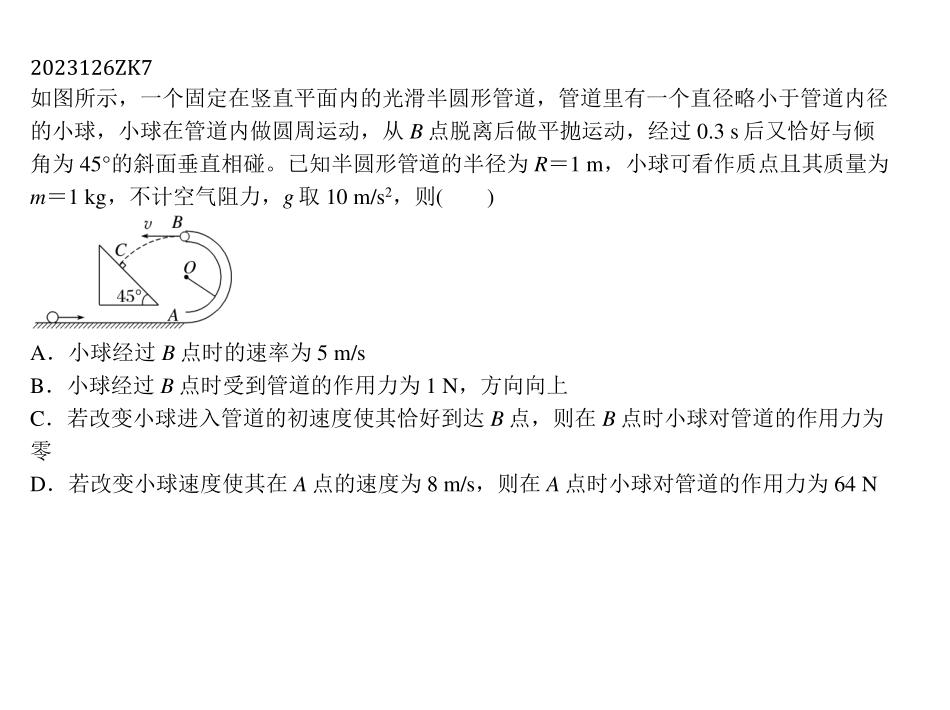 2023126ZK7
如图所示，一个固定在竖直平面内的光滑半圆形管道，管道里有一个直径略小于管道内径
的小球，小球在管道内做圆周运动，从 B 点脱离后做平抛运动，经过 0.3 s 后又恰好与倾
角为 45°的斜面垂直相碰。已知半圆形管道的半径为 R＝1 m，小球可看作质点且其质量为
m＝1 kg，不计空气阻力，g 取 10 m/s²，则(　　)
v B
C
O
45°
A
A．小球经过 B 点时的速率为 5 m/s
B．小球经过 B 点时受到管道的作用力为 1 N，方向向上
C．若改变小球进入管道的初速度使其恰好到达 B 点，则在 B 点时小球对管道的作用力为
零
D．若改变小球速度使其在 A 点的速度为 8 m/s，则在 A 点时小球对管道的作用力为 64 N